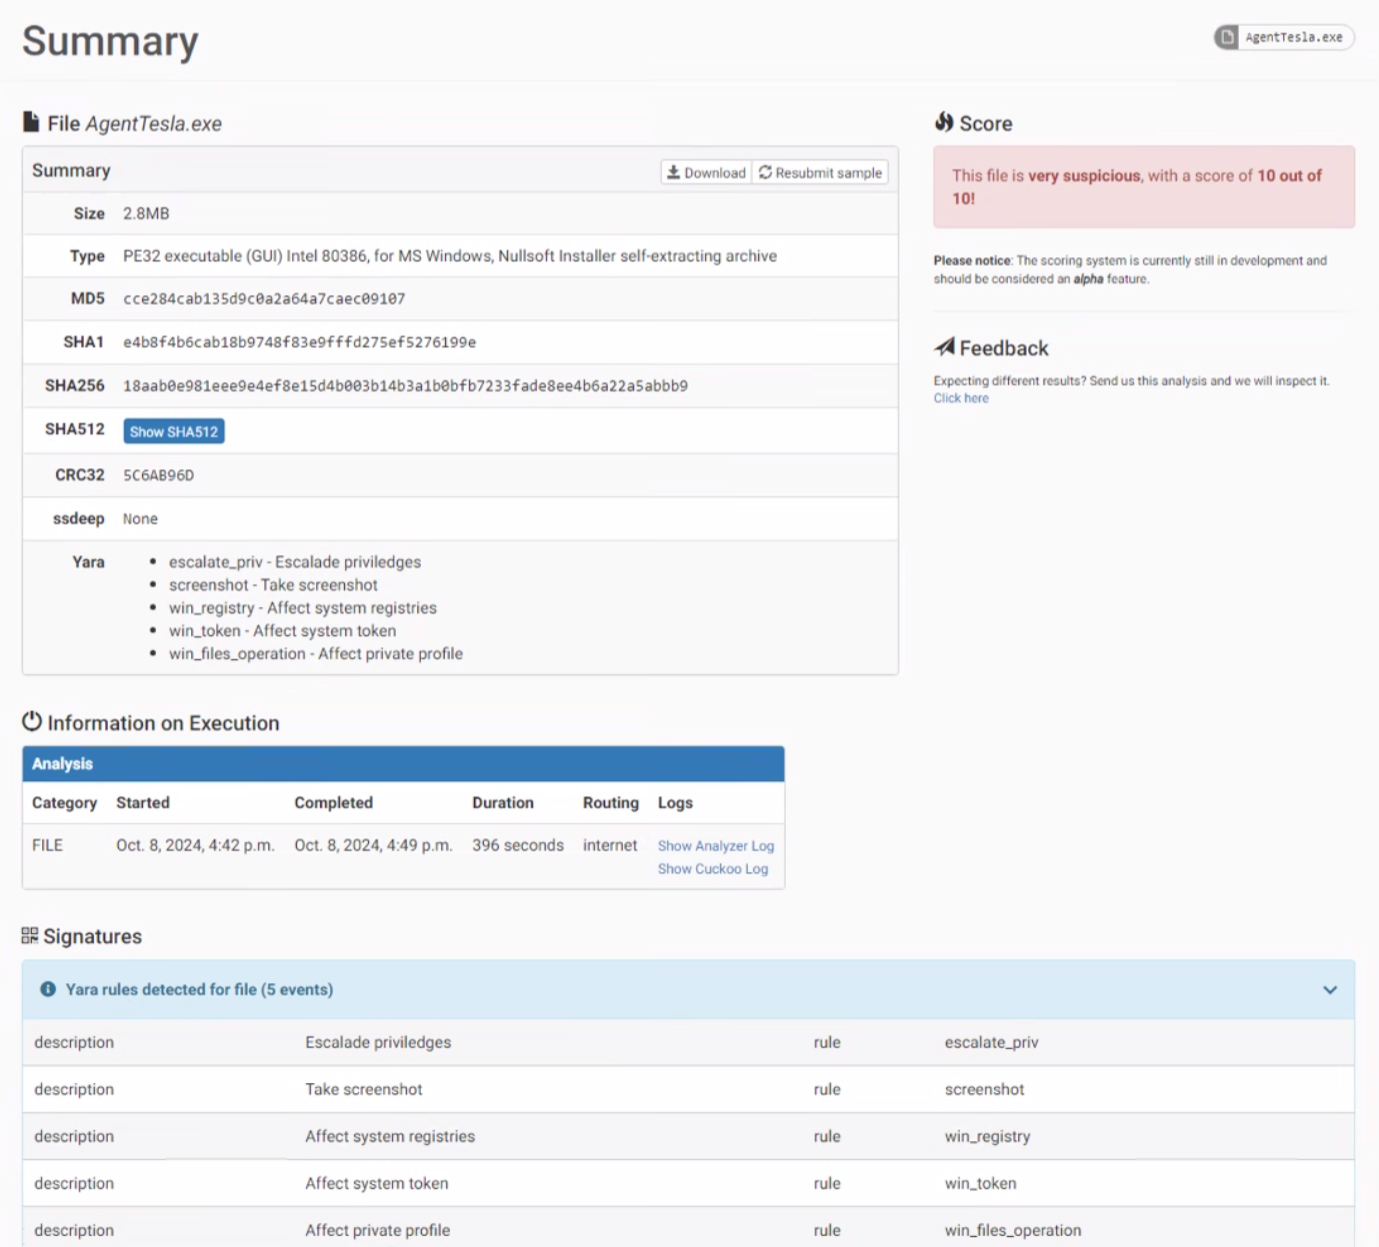 Summary
AgentTesla.exe
File AgentTesla.exe
Summary
Download
Resubmit sample
Size 2.8MB
Type PE32 executable (GUI) Intel 80386, for MS Windows, Nullsoft Installer self-extracting archive
MD5 cce284cab135d9c0a2a64a7caec09107
SHA1 e4b8f4b6cab18b9748f83e9fffd275ef5276199e
SHA256 18aab0e981eee9e4ef8e15d4b003b14b3a1b0bfb7233fade8ee4b6a22a5abbb9
SHA512 Show SHA512
CRC32 5C6AB96D
ssdeep None
Yara
• escalate_priv - Escalade priviledges
• screenshot - Take screenshot
• win_registry - Affect system registries
• win_token - Affect system token
• win_files_operation - Affect private profile
Score
This file is very suspicious, with a score of 10 out of
10!
Please notice: The scoring system is currently still in development and
should be considered an alpha feature.
Feedback
Expecting different results? Send us this analysis and we will inspect it.
Click here
Information on Execution
Analysis
Category Started Completed Duration Routing Logs
FILE Oct. 8, 2024, 4:42 p.m. Oct. 8, 2024, 4:49 p.m. 396 seconds internet Show Analyzer Log
Show Cuckoo Log
Signatures
Yara rules detected for file (5 events)
description Escalade priviledges rule escalate_priv
description Take screenshot rule screenshot
description Affect system registries rule win_registry
description Affect system token rule win_token
description Affect private profile rule win_files_operation